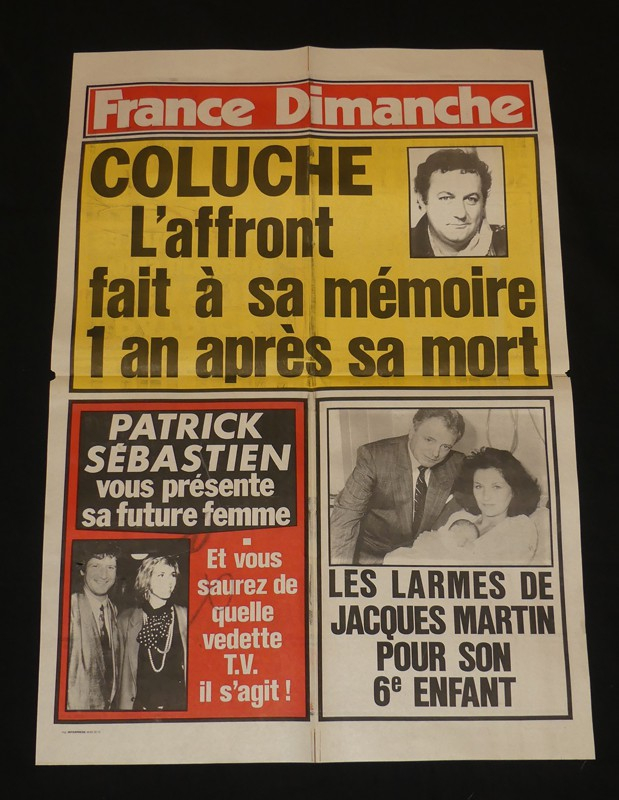 France Dimanche
COLUCHE
L'affront
fait à sa mémoire
1 an après sa mort
PATRICK
SÉBASTIEN
vous présente
sa future femme
Et vous
saurez de
quelle
vedette
T.V.
il s'agit !
LES LARMES DE
JACQUES MARTIN
POUR SON
6e ENFANT